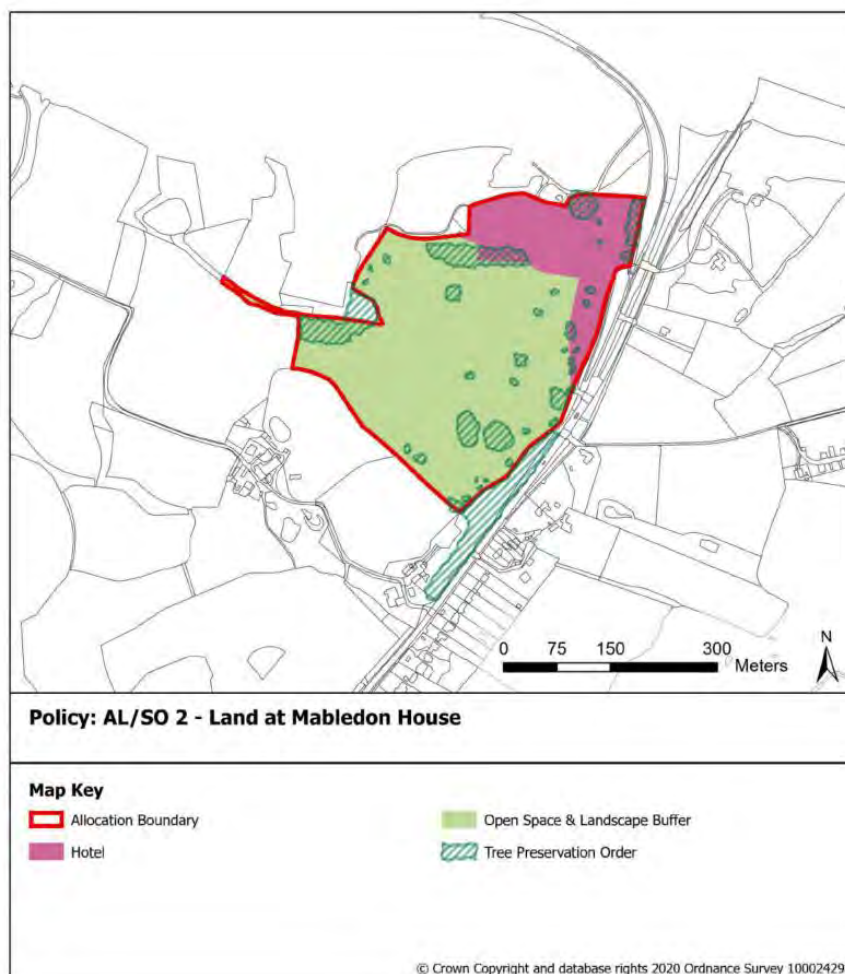 N
0 75 150 300
Meters
Policy: AL/SO 2 - Land at Mabledon House
Map Key
Allocation Boundary
Open Space & Landscape Buffer
Hotel
Tree Preservation Order
© Crown Copyright and database rights 2020 Ordnance Survey 10002429